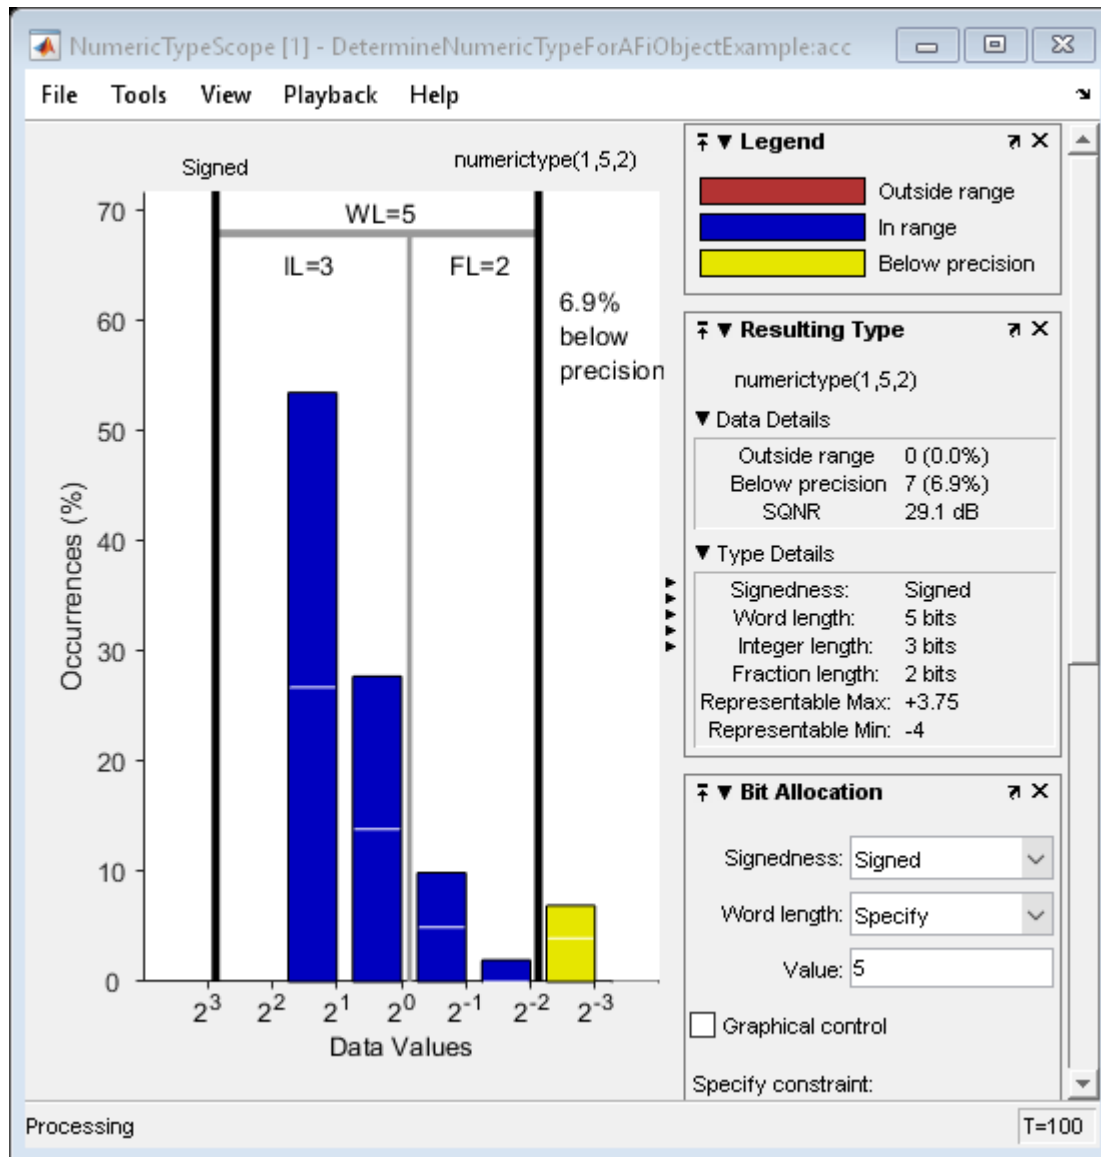 NumericTypeScope [1] - DetermineNumericTypeForAFiObjectExample:acc
File Tools View Playback Help
Signed
numerictype(1,5,2)
WL=5
IL=3
FL=2
6.9%
below
precision
70
60
50
40
30
20
10
0
Occurrences (%)
2^3 2^2 2^1 2^0 2^-1 2^-2 2^-3
Data Values
Legend
Outside range
In range
Below precision
Resulting Type
numerictype(1,5,2)
Data Details
Outside range 0 (0.0%)
Below precision 7 (6.9%)
SQNR 29.1 dB
Type Details
Signedness: Signed
Word length: 5 bits
Integer length: 3 bits
Fraction length: 2 bits
Representable Max: +3.75
Representable Min: -4
Bit Allocation
Signedness: Signed
Word length: Specify
Value: 5
Graphical control
Specify constraint:
Processing
T=100